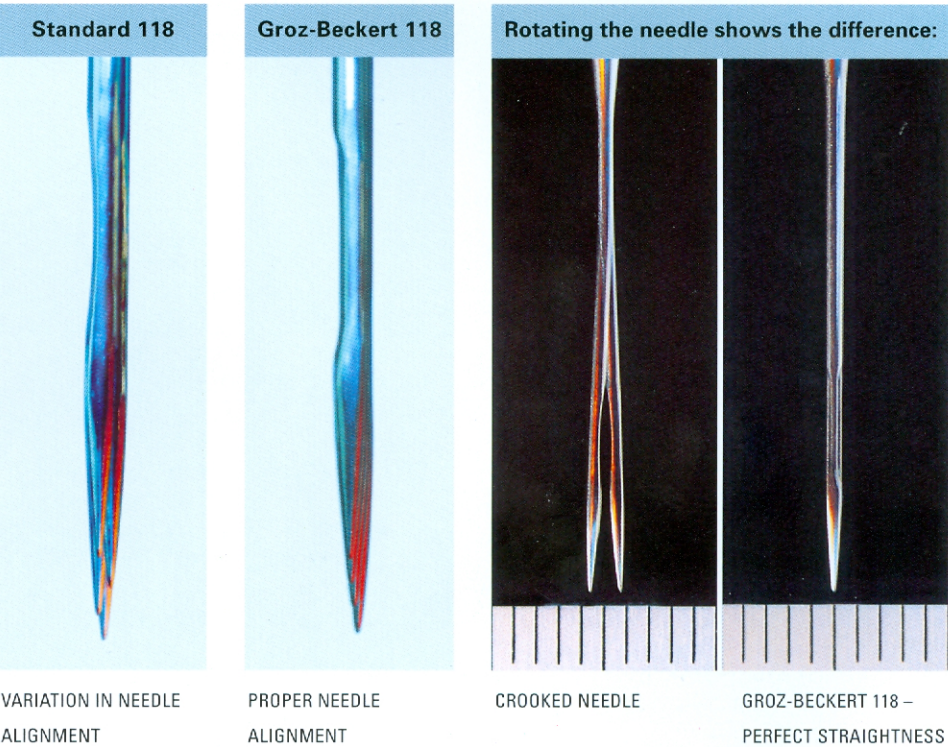 Standard 118
Groz-Beckert 118
Rotating the needle shows the difference:
VARIATION IN NEEDLE
ALIGNMENT
PROPER NEEDLE
ALIGNMENT
CROOKED NEEDLE
GROZ-BECKERT 118 –
PERFECT STRAIGHTNESS